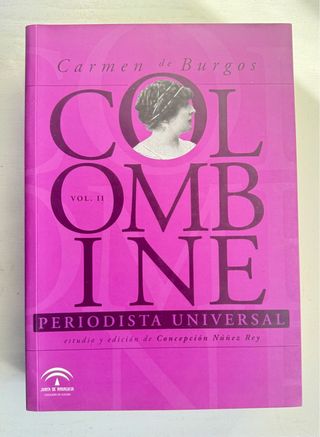 Carmen de Burgos
COL
VOL. II
OMB
INE
PERIODISTA UNIVERSAL
estudio y edición de Concepción Núñez Rey
JUNTA DE ANDALUCIA